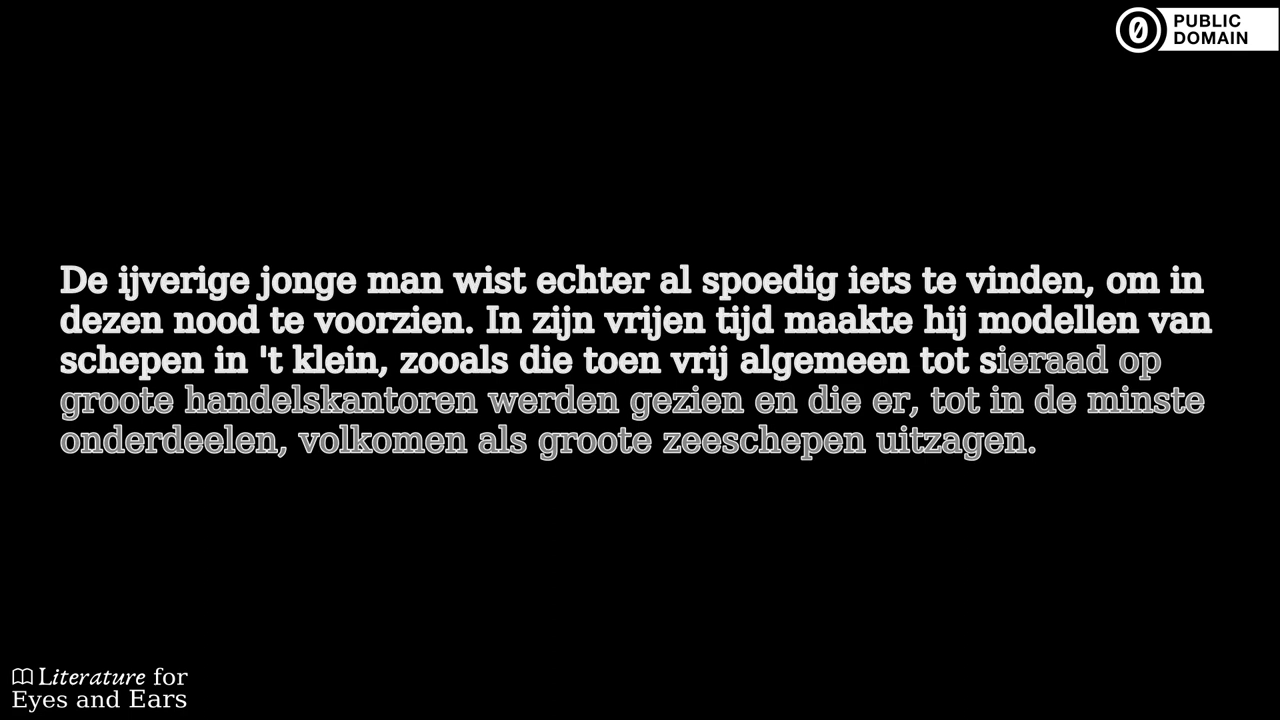 PUBLIC
DOMAIN
De ijverige jonge man wist echter al spoedig iets te vinden, om in
dezen nood te voorzien. In zijn vrijen tijd maakte hij modellen van
schepen in 't klein, zooals die toen vrij algemeen tot sieraad op
groote handelskantoren werden gezien en die er, tot in de minste
onderdeelen, volkomen als groote zeeschepen uitzagen.
Literature for
Eyes and Ears